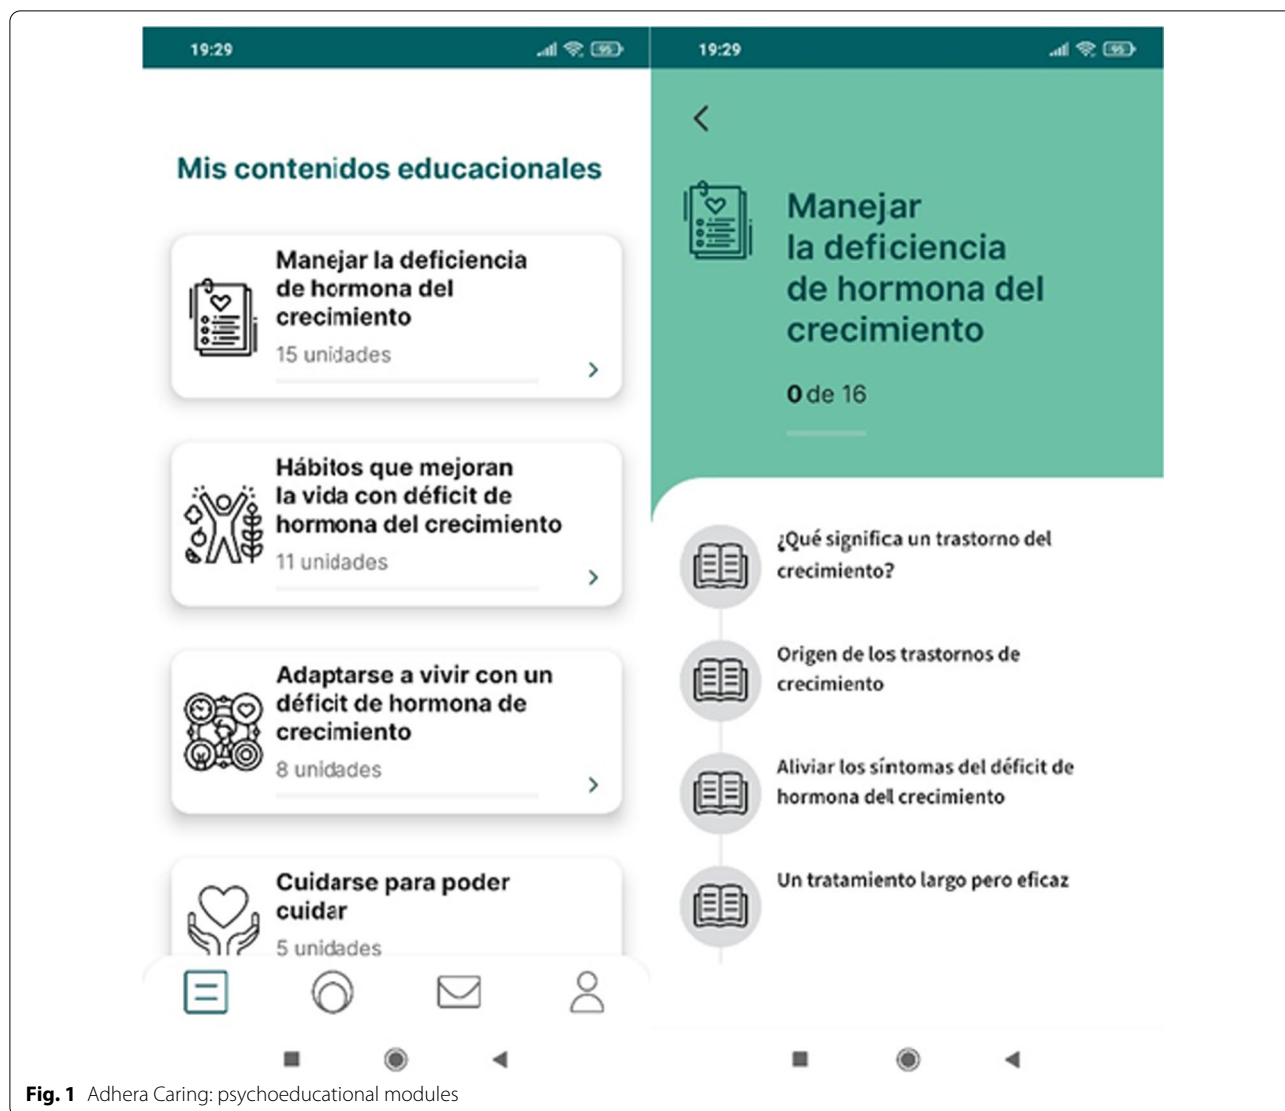 19:29
95
Mis contenidos educacionales
Manejar la deficiencia
de hormona del
crecimiento
15 unidades
Hábitos que mejoran
la vida con déficit de
hormona del crecimiento
11 unidades
Adaptarse a vivir con un
déficit de hormona de
crecimiento
8 unidades
Cuidarse para poder
cuidar
5 unidades
19:29
95
Manejar
la deficiencia
de hormona del
crecimiento
0 de 16
¿Qué significa un trastorno del
crecimiento?
Origen de los trastornos de
crecimiento
Aliviar los síntomas del déficit de
hormona del crecimiento
Un tratamiento largo pero eficaz
Fig. 1 Adhera Caring: psychoeducational modules